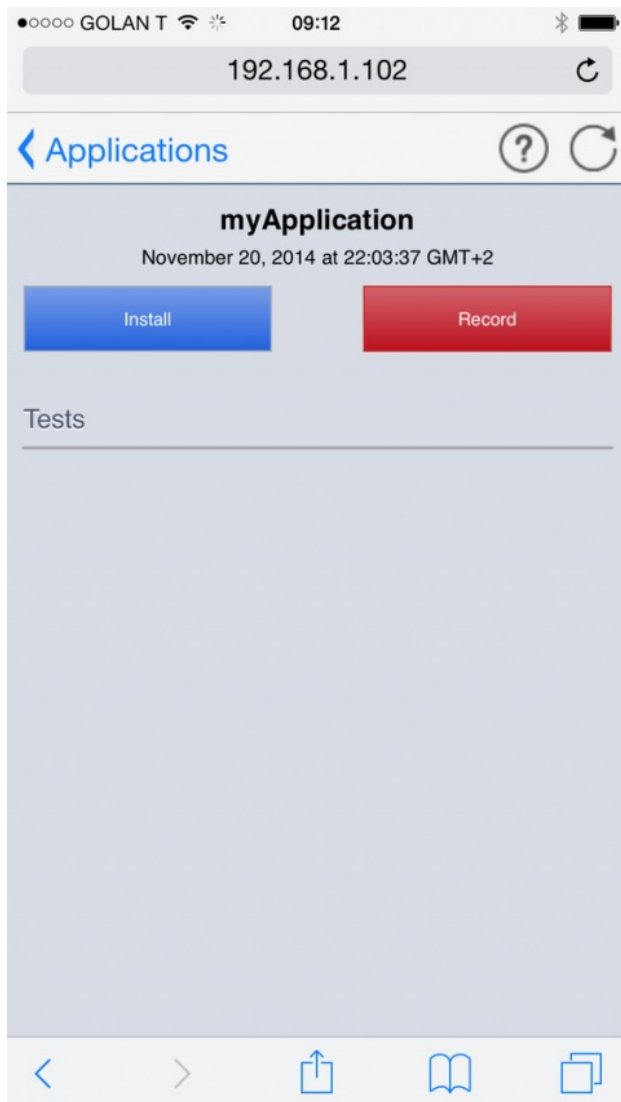 GOLAN T 09:12
192.168.1.102
Applications ?
myApplication
November 20, 2014 at 22:03:37 GMT+2
Install Record
Tests